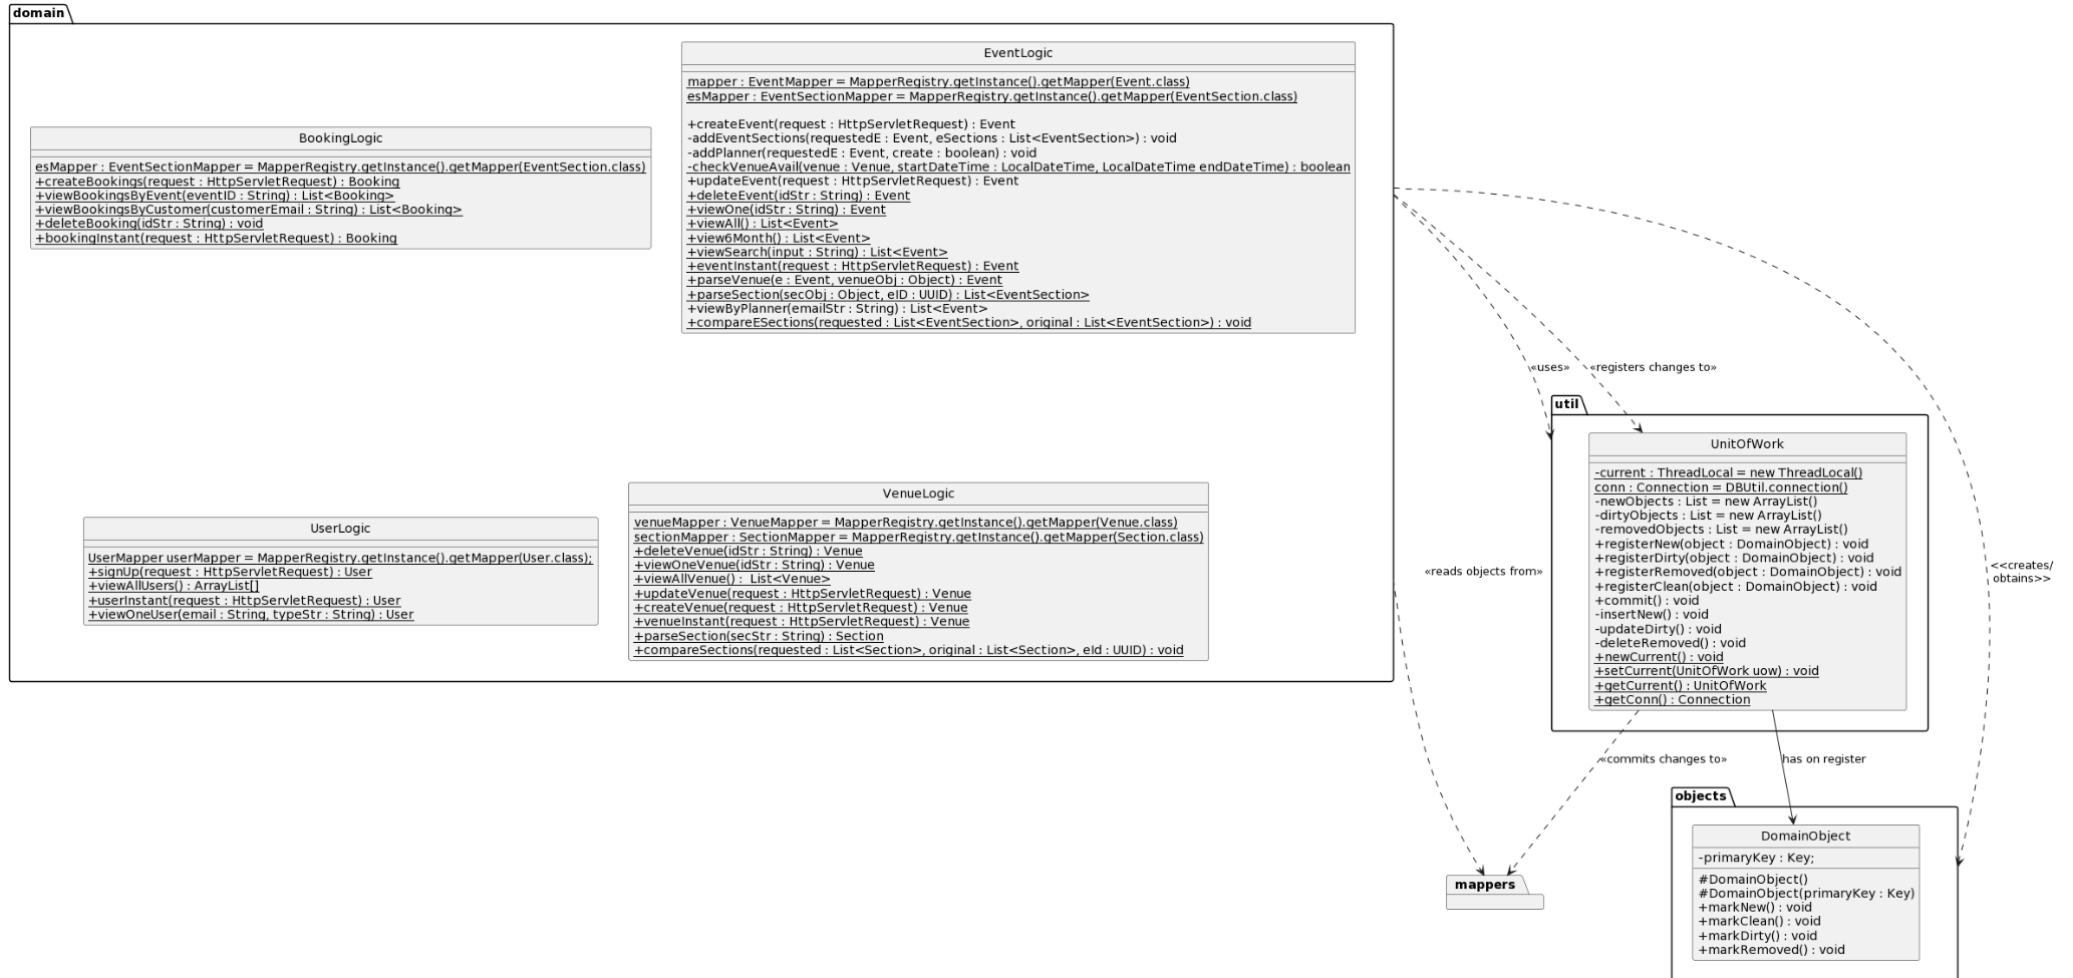 domain
EventLogic
mapper : EventMapper = MapperRegistry.getInstance().getMapper(Event.class)
esMapper : EventSectionMapper = MapperRegistry.getInstance().getMapper(EventSection.class)
+createEvent(request : HttpServletRequest) : Event
-addEventSections(requestedE : Event, eSections : List<EventSection>) : void
-addPlanner(requestedE : Event, create : boolean) : void
-checkVenueAvail(venue : Venue, startDateTime : LocalDateTime, LocalDateTime endDateTime) : boolean
+updateEvent(request : HttpServletRequest) : Event
+deleteEvent(idStr : String) : Event
+viewOne(idStr : String) : Event
+viewAll() : List<Event>
+view6Month() : List<Event>
+viewSearch(input : String) : List<Event>
+eventInstant(request : HttpServletRequest) : Event
+parseVenue(e : Event, venueObj : Object) : Event
+parseSection(secObj : Object, eID : UUID) : List<EventSection>
+viewByPlanner(emailStr : String) : List<Event>
+compareESections(requested : List<EventSection>, original : List<EventSection>) : void
BookingLogic
esMapper : EventSectionMapper = MapperRegistry.getInstance().getMapper(EventSection.class)
+createBookings(request : HttpServletRequest) : Booking
+viewBookingsByEvent(eventID : String) : List<Booking>
+viewBookingsByCustomer(customerEmail : String) : List<Booking>
+deleteBooking(idStr : String) : void
+bookingInstant(request : HttpServletRequest) : Booking
UserLogic
UserMapper userMapper = MapperRegistry.getInstance().getMapper(User.class);
+signUp(request : HttpServletRequest) : User
+viewAllUsers() : ArrayList[]
+userInstant(request : HttpServletRequest) : User
+viewOneUser(email : String, typeStr : String) : User
VenueLogic
venueMapper : VenueMapper = MapperRegistry.getInstance().getMapper(Venue.class)
sectionMapper : SectionMapper = MapperRegistry.getInstance().getMapper(Section.class)
+deleteVenue(idStr : String) : Venue
+viewOneVenue(idStr : String) : Venue
+viewAllVenue() : List<Venue>
+updateVenue(request : HttpServletRequest) : Venue
+createVenue(request : HttpServletRequest) : Venue
+venueInstant(request : HttpServletRequest) : Venue
+parseSection(secStr : String) : Section
+compareSections(requested : List<Section>, original : List<Section>, eId : UUID) : void
«uses»
«registers changes to»
util
UnitOfWork
-current : ThreadLocal = new ThreadLocal()
conn : Connection = DBUtil.connection()
-newObjects : List = new ArrayList()
-dirtyObjects : List = new ArrayList()
-removedObjects : List = new ArrayList()
+registerNew(object : DomainObject) : void
+registerDirty(object : DomainObject) : void
+registerRemoved(object : DomainObject) : void
+registerClean(object : DomainObject) : void
+commit() : void
-insertNew() : void
-updateDirty() : void
-deleteRemoved() : void
+newCurrent() : void
+setCurrent(UnitOfWork uow) : void
+getCurrent() : UnitOfWork
+getConn() : Connection
«reads objects from»
<<creates/
obtains>>
«commits changes to»
has on register
mappers
objects
DomainObject
-primaryKey : Key;
#DomainObject()
#DomainObject(primaryKey : Key)
+markNew() : void
+markClean() : void
+markDirty() : void
+markRemoved() : void